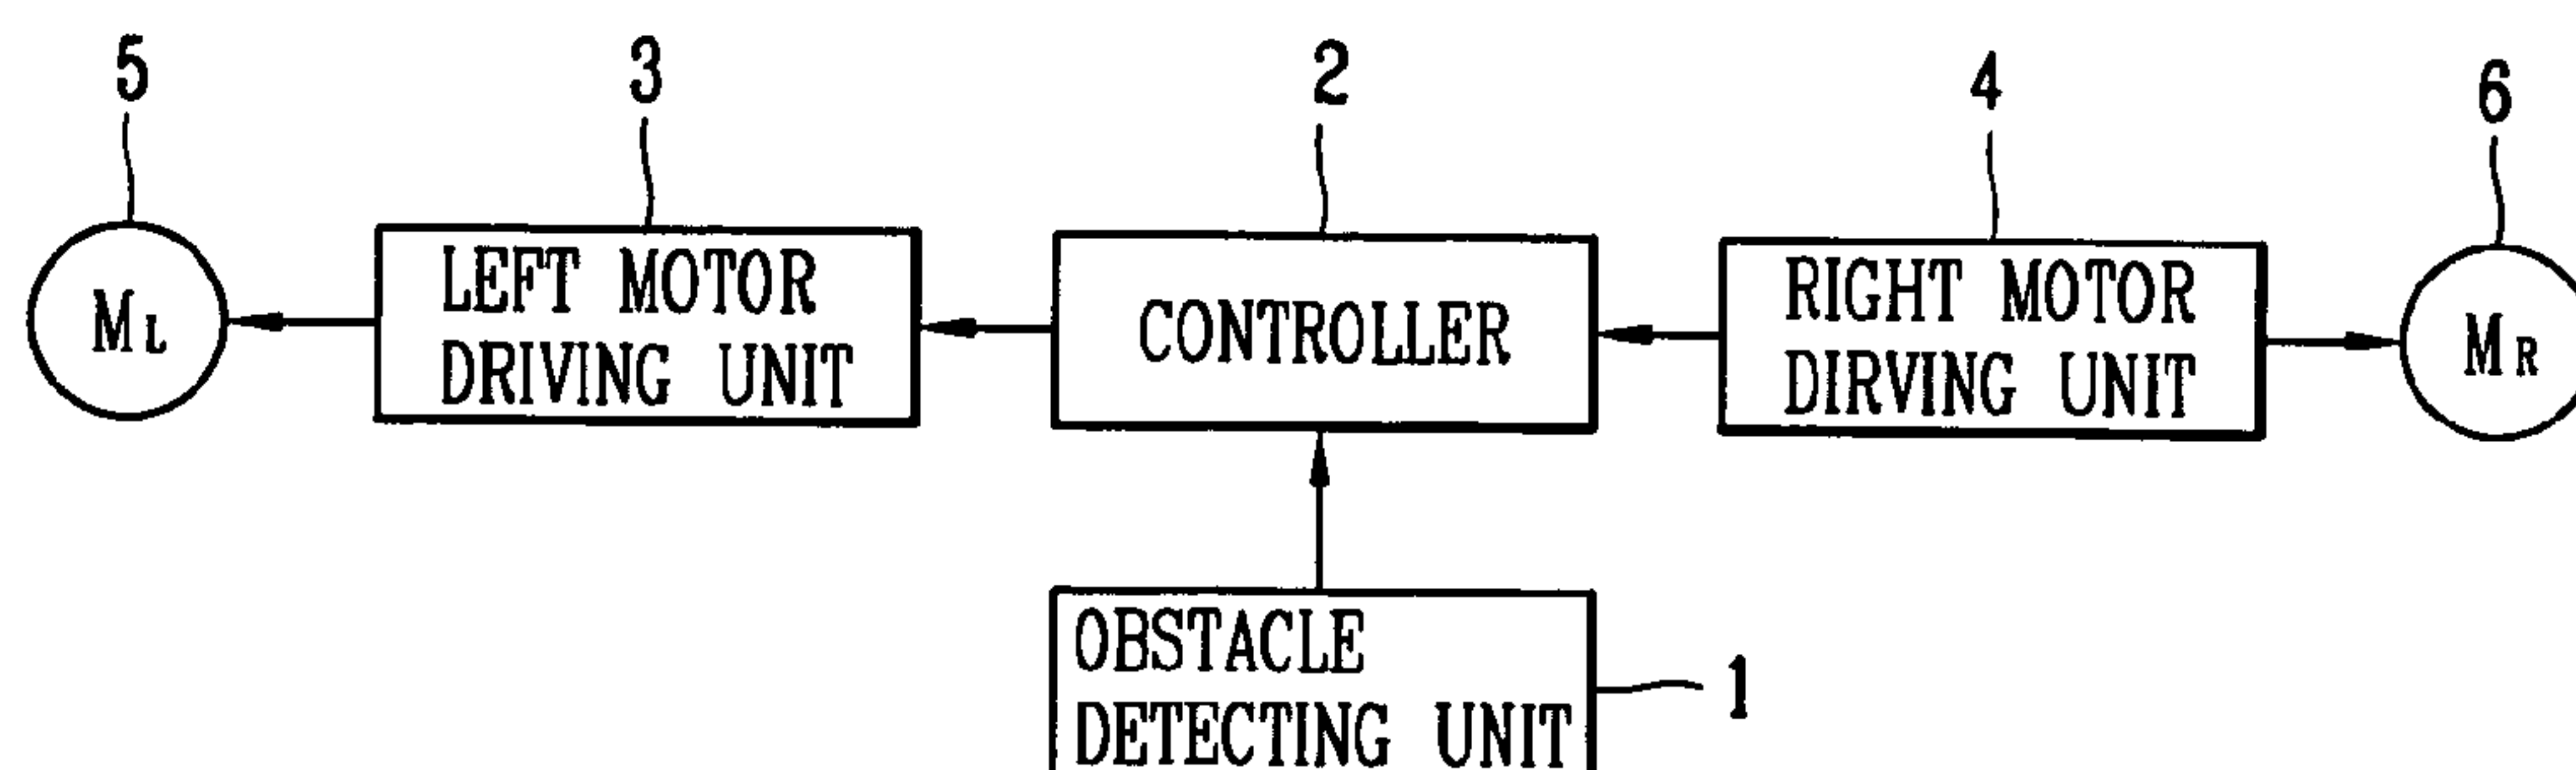 5
3
2
4
6
ML
LEFT MOTOR
DRIVING UNIT
CONTROLLER
RIGHT MOTOR
DIRVING UNIT
MR
OBSTACLE
DETECTING UNIT
1